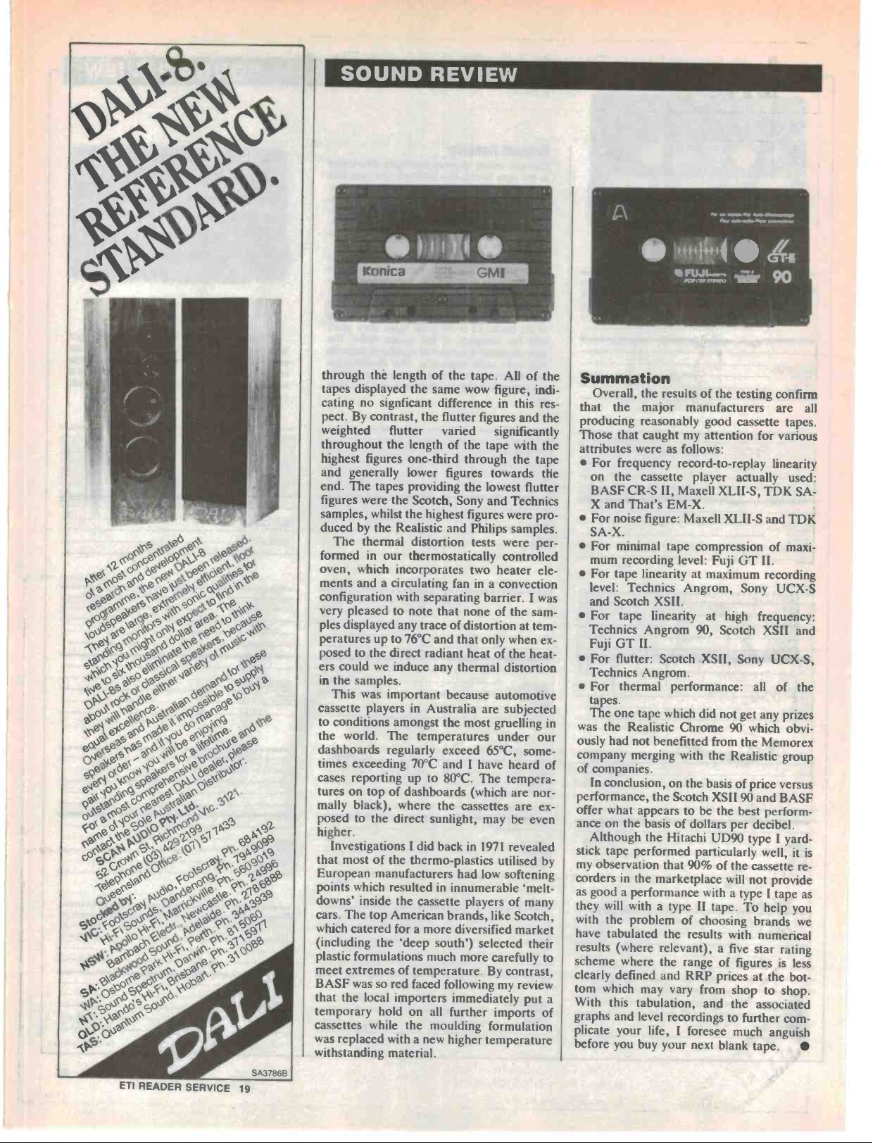 DALI-8.
THE NEW
REFERENCE
STANDARD.
After 12 months
of a most concentrated
research and development
programme, the new DALI-8
loudspeakers have just been released.
They are large, extremely efficient, floor
standing monitors with sonic qualities for
which you might only expect to find in the
five to six thousand dollar area. The
DALI-8s also eliminate the need to think
about rock or classical speakers, because
they will handle either variety of music with
equal excellence.
Overseas and Australian demand for these
speakers has made it impossible to supply
every order – and if you do manage to buy a
pair you know you will be enjoying
outstanding speakers for a lifetime.
For a most comprehensive brochure and the
name of your nearest DALI dealer, please
contact the Sole Australian Distributor:
SCAN AUDIO Pty. Ltd.
52 Crown St, Richmond Vic. 3121.
Telephone (03) 429 2199
Queensland Office: (07) 57 7433
Stocked by:
VIC: Footscray Audio, Footscray Ph. 68 4192
Hi-Fi Sounds, Dandenong, Ph. 794 9099
NSW: Apollo Hi-Fi, Marrickville Ph. 560 9019
Bambach Electr., Newcastle. Ph. 2 4996
SA: Blackwood Sound, Adelaide. Ph. 278 6888
WA: Osborne Park Hi-Fi, Perth, Ph. 344 3939
NT: Sound Spectrum, Darwin, Ph. 81 5060
QLD: Hando's Hi-Fi, Brisbane, Ph. 371 5977
TAS: Quantum Sound, Hobart. Ph. 31 0088
DALI
SA3786B
ETI READER SERVICE 19
SOUND REVIEW
Konica GMII
through the length of the tape. All of the
tapes displayed the same wow figure, indi-
cating no signficant difference in this res-
pect. By contrast, the flutter figures and the
weighted flutter varied significantly
throughout the length of the tape with the
highest figures one-third through the tape
and generally lower figures towards the
end. The tapes providing the lowest flutter
figures were the Scotch, Sony and Technics
samples, whilst the highest figures were pro-
duced by the Realistic and Philips samples.
The thermal distortion tests were per-
formed in our thermostatically controlled
oven, which incorporates two heater ele-
ments and a circulating fan in a convection
configuration with separating barrier. I was
very pleased to note that none of the sam-
ples displayed any trace of distortion at tem-
peratures up to 76°C and that only when ex-
posed to the direct radiant heat of the heat-
ers could we induce any thermal distortion
in the samples.
This was important because automotive
cassette players in Australia are subjected
to conditions amongst the most gruelling in
the world. The temperatures under our
dashboards regularly exceed 65°C, some-
times exceeding 70°C and I have heard of
cases reporting up to 80°C. The tempera-
tures on top of dashboards (which are nor-
mally black), where the cassettes are ex-
posed to the direct sunlight, may be even
higher.
Investigations I did back in 1971 revealed
that most of the thermo-plastics utilised by
European manufacturers had low softening
points which resulted in innumerable 'melt-
downs' inside the cassette players of many
cars. The top American brands, like Scotch,
which catered for a more diversified market
(including the 'deep south') selected their
plastic formulations much more carefully to
meet extremes of temperature. By contrast,
BASF was so red faced following my review
that the local importers immediately put a
temporary hold on all further imports of
cassettes while the moulding formulation
was replaced with a new higher temperature
withstanding material.
A
GT-II
FUJI
90
Summation
Overall, the results of the testing confirm
that the major manufacturers are all
producing reasonably good cassette tapes.
Those that caught my attention for various
attributes were as follows:
• For frequency record-to-replay linearity
on the cassette player actually used:
BASF CR-S II, Maxell XLII-S, TDK SA-
X and That's EM-X.
• For noise figure: Maxell XLII-S and TDK
SA-X.
• For minimal tape compression of maxi-
mum recording level: Fuji GT II.
• For tape linearity at maximum recording
level: Technics Angrom, Sony UCX-S
and Scotch XSII.
• For tape linearity at high frequency:
Technics Angrom 90, Scotch XSII and
Fuji GT II.
• For flutter: Scotch XSII, Sony UCX-S,
Technics Angrom.
• For thermal performance: all of the
tapes.
The one tape which did not get any prizes
was the Realistic Chrome 90 which obvi-
ously had not benefitted from the Memorex
company merging with the Realistic group
of companies.
In conclusion, on the basis of price versus
performance, the Scotch XSII 90 and BASF
offer what appears to be the best perform-
ance on the basis of dollars per decibel.
Although the Hitachi UD90 type I yard-
stick tape performed particularly well, it is
my observation that 90% of the cassette re-
corders in the marketplace will not provide
as good a performance with a type I tape as
they will with a type II tape. To help you
with the problem of choosing brands we
have tabulated the results with numerical
results (where relevant), a five star rating
scheme where the range of figures is less
clearly defined and RRP prices at the bot-
tom which may vary from shop to shop.
With this tabulation, and the associated
graphs and level recordings to further com-
plicate your life, I foresee much anguish
before you buy your next blank tape. ●